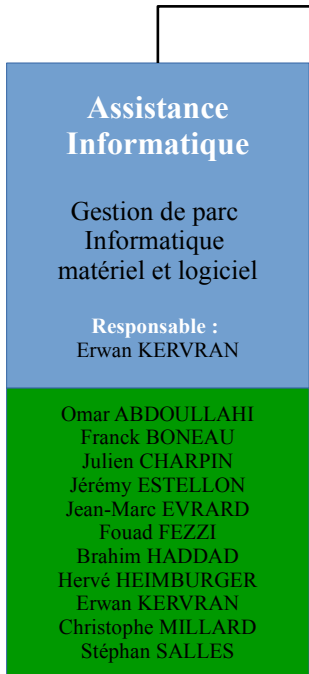 Assistance
Informatique
Gestion de parc
Informatique
matériel et logiciel
Responsable :
Erwan KERVRAN
Omar ABDOULLAHI
Franck BONEAU
Julien CHARPIN
Jérémy ESTELLON
Jean-Marc EVRARD
Fouad FEZZI
Brahim HADDAD
Hervé HEIMBURGER
Erwan KERVRAN
Christophe MILLARD
Stéphan SALLES